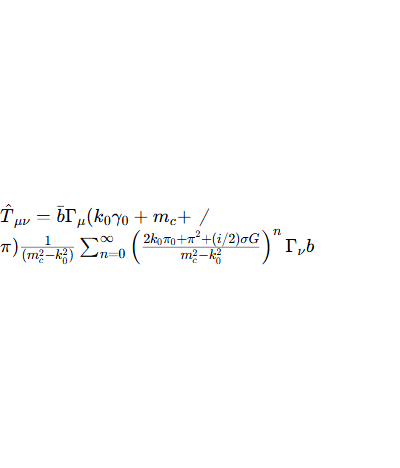 \hat{T}_{\mu\nu} = \bar{b}\Gamma_{\mu}(k_0\gamma_0 + m_c + \ /
\pi)\frac{1}{(m_c^2-k_0^2)}\sum_{n=0}^{\infty}\left(\frac{2k_0\pi_0+\pi^2+(i/2)\sigma G}{m_c^2-k_0^2}\right)^n\Gamma_{\nu}b